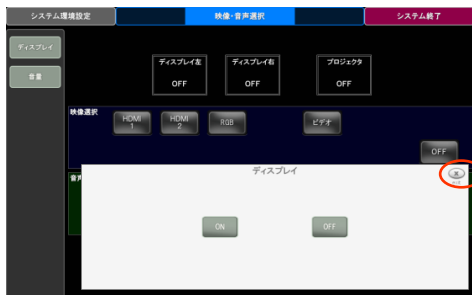 システム環境設定
映像・音声選択
システム終了
ディスプレイ
音量
ディスプレイ左
OFF
ディスプレイ右
OFF
プロジェクタ
OFF
映像選択
HDMI
1
HDMI
2
RGB
ビデオ
OFF
音声
ディスプレイ
ON
OFF